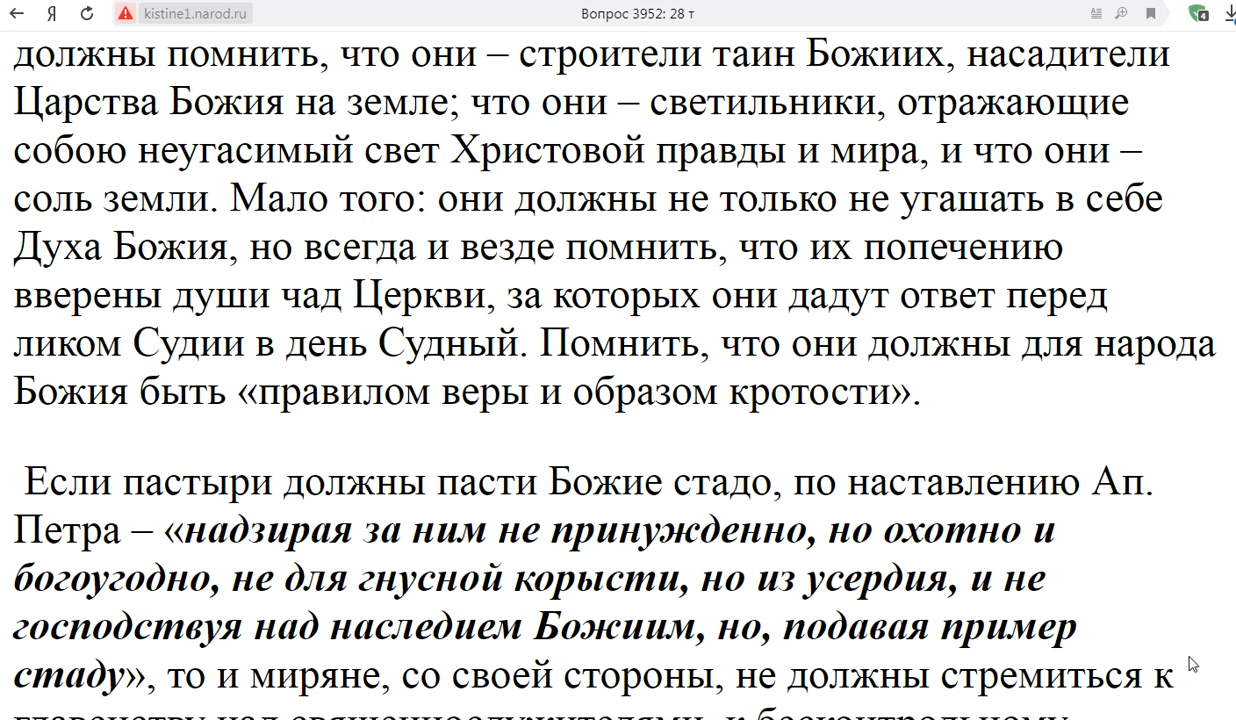 kistine1.narod.ru
Вопрос 3952: 28 т
4
должны помнить, что они – строители таин Божиих, насадители
Царства Божия на земле; что они – светильники, отражающие
собою неугасимый свет Христовой правды и мира, и что они –
соль земли. Мало того: они должны не только не угашать в себе
Духа Божия, но всегда и везде помнить, что их попечению
вверены души чад Церкви, за которых они дадут ответ перед
ликом Судии в день Судный. Помнить, что они должны для народа
Божия быть «правилом веры и образом кротости».
Если пастыри должны пасти Божие стадо, по наставлению Ап.
Петра – «надзирая за ним не принужденно, но охотно и
богоугодно, не для гнусной корысти, но из усердия, и не
господствуя над наследием Божиим, но, подавая пример
стаду», то и миряне, со своей стороны, не должны стремиться к
главенству над священнослужителями, к бесконтрольному